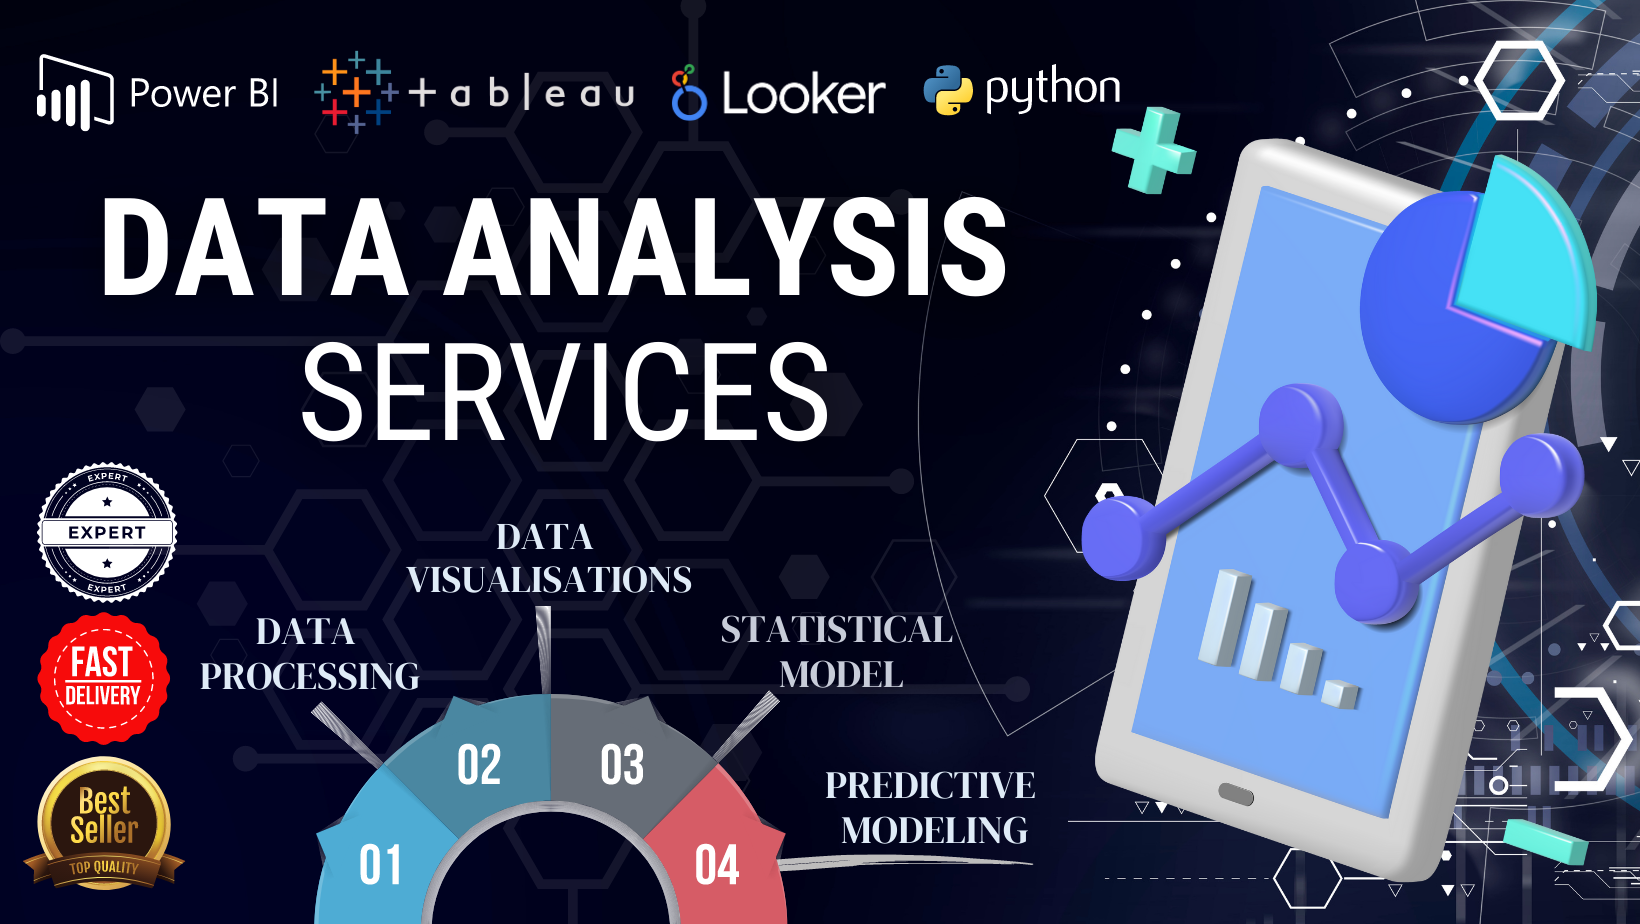 Power BI
+ableau
Looker
python
DATA ANALYSIS
SERVICES
EXPERT
EXPERT
EXPERT
DATA
VISUALISATIONS
DATA
PROCESSING
STATISTICAL
MODEL
FAST
DELIVERY
02
03
PREDICTIVE
MODELING
Best
Seller
TOP QUALITY
01
04